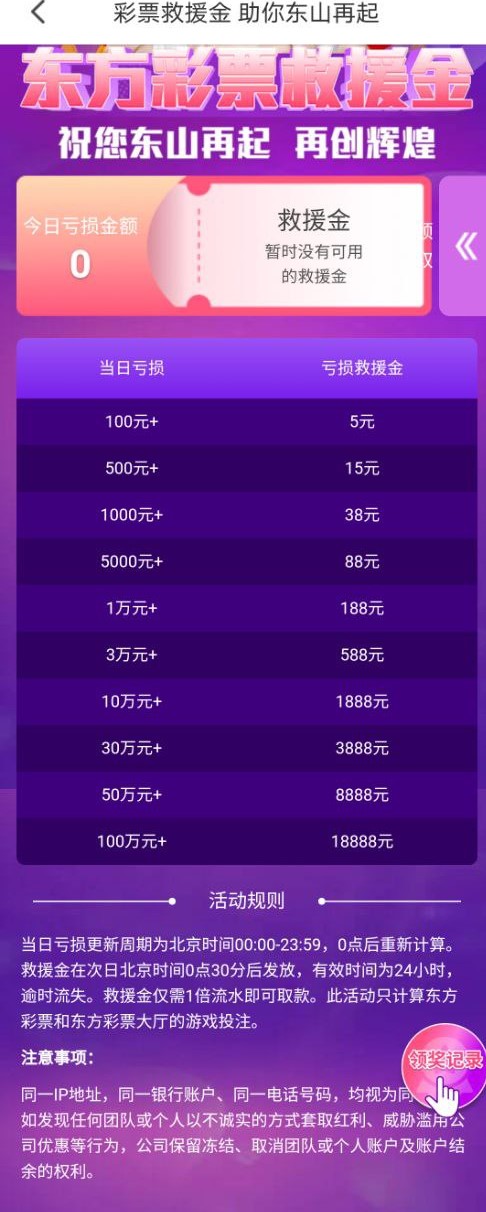 彩票救援金 助你东山再起
东方彩票救援金
祝您东山再起 再创辉煌
今日亏损金额
0
救援金
暂时没有可用
的救援金
当日亏损 亏损救援金
100元+ 5元
500元+ 15元
1000元+ 38元
5000元+ 88元
1万元+ 188元
3万元+ 588元
10万元+ 1888元
30万元+ 3888元
50万元+ 8888元
100万元+ 18888元
活动规则
当日亏损更新周期为北京时间00:00-23:59，0点后重新计算。
救援金在次日北京时间0点30分后发放，有效时间为24小时，
逾时流失。救援金仅需1倍流水即可取款。此活动只计算东方
彩票和东方彩票大厅的游戏投注。
领奖记录
注意事项：
同一IP地址，同一银行账户、同一电话号码，均视为同
如发现任何团队或个人以不诚实的方式套取红利、威胁滥用公
司优惠等行为，公司保留冻结、取消团队或个人账户及账户结
余的权利。